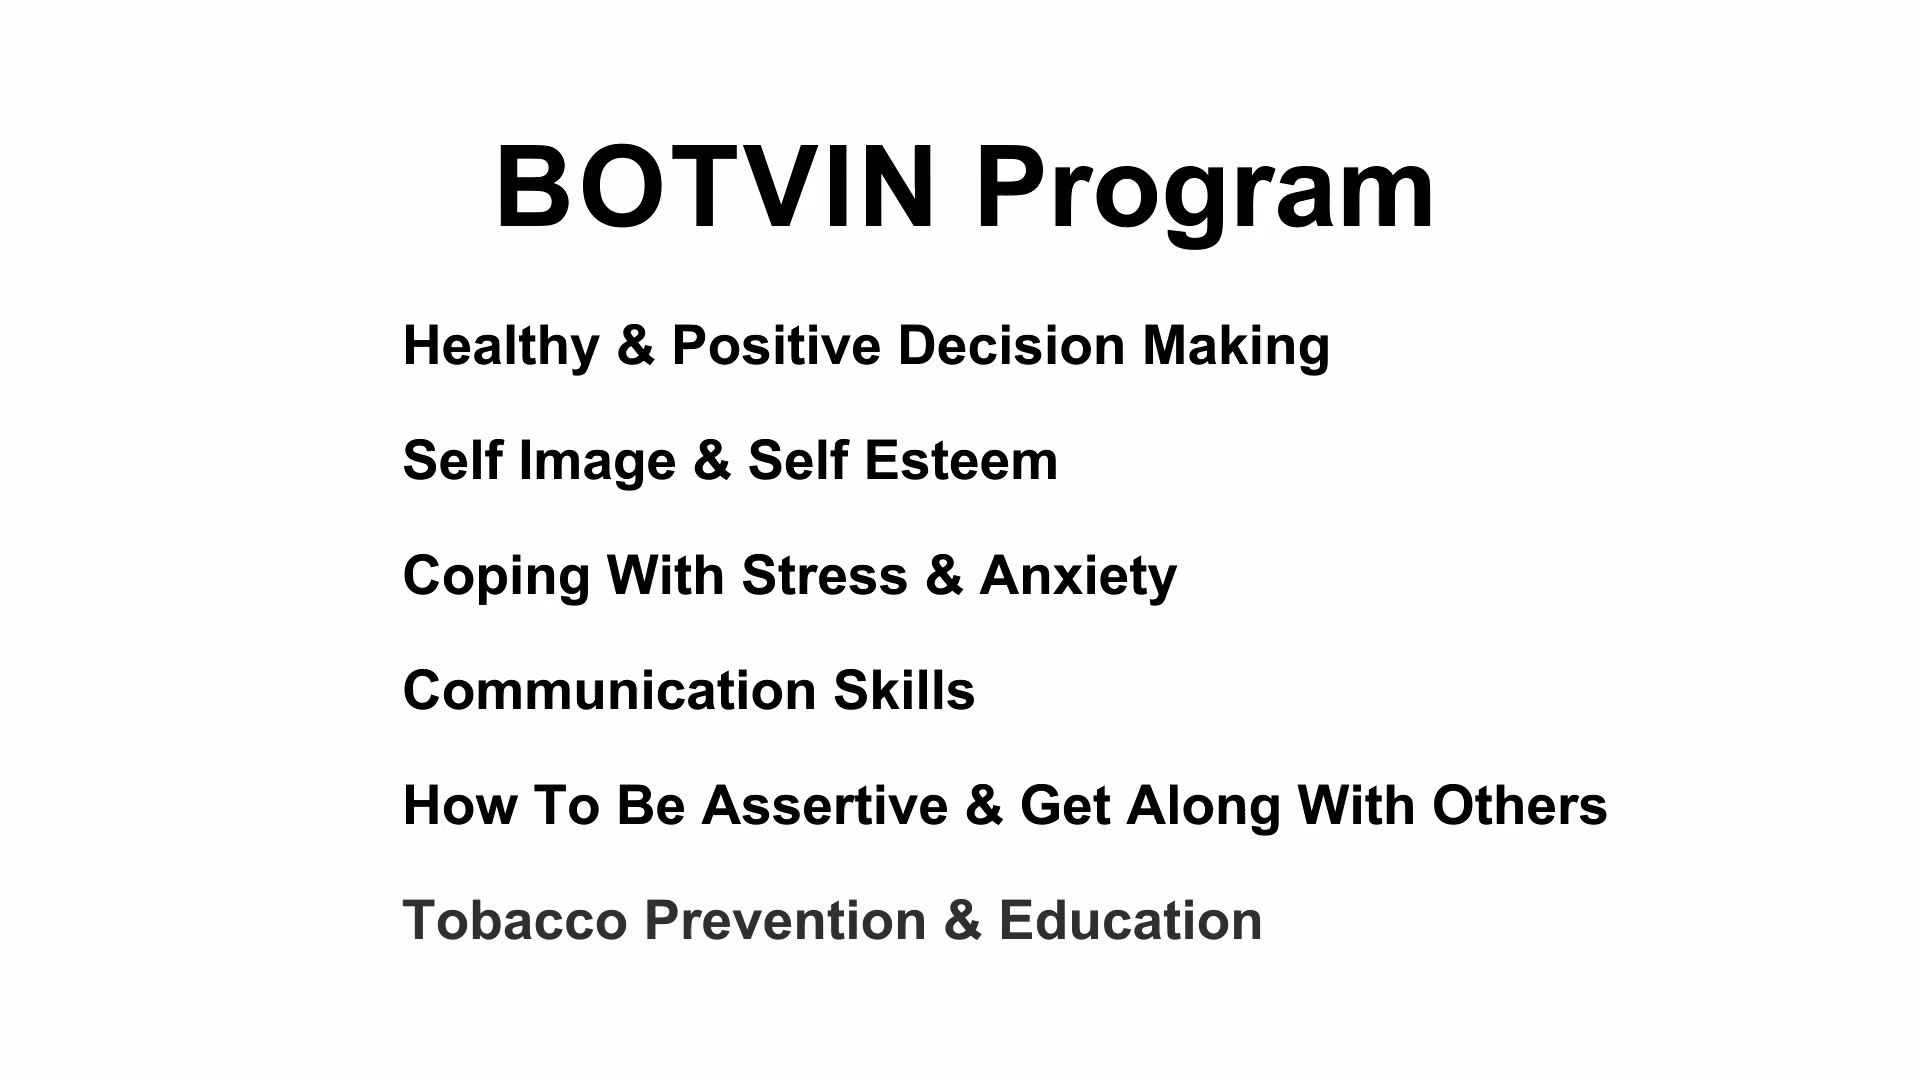 BOTVIN Program
Healthy & Positive Decision Making
Self Image & Self Esteem
Coping With Stress & Anxiety
Communication Skills
How To Be Assertive & Get Along With Others
Tobacco Prevention & Education